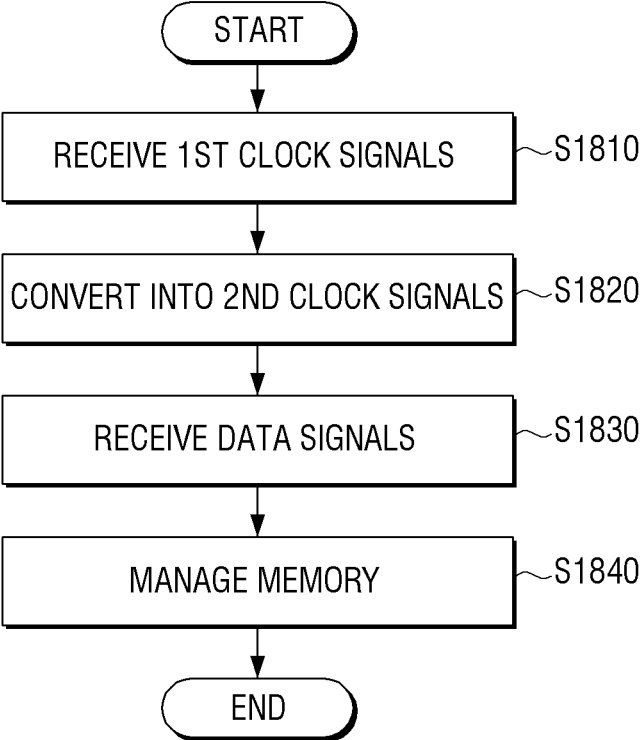 START
RECEIVE 1ST CLOCK SIGNALS
S1810
CONVERT INTO 2ND CLOCK SIGNALS
S1820
RECEIVE DATA SIGNALS
S1830
MANAGE MEMORY
S1840
END